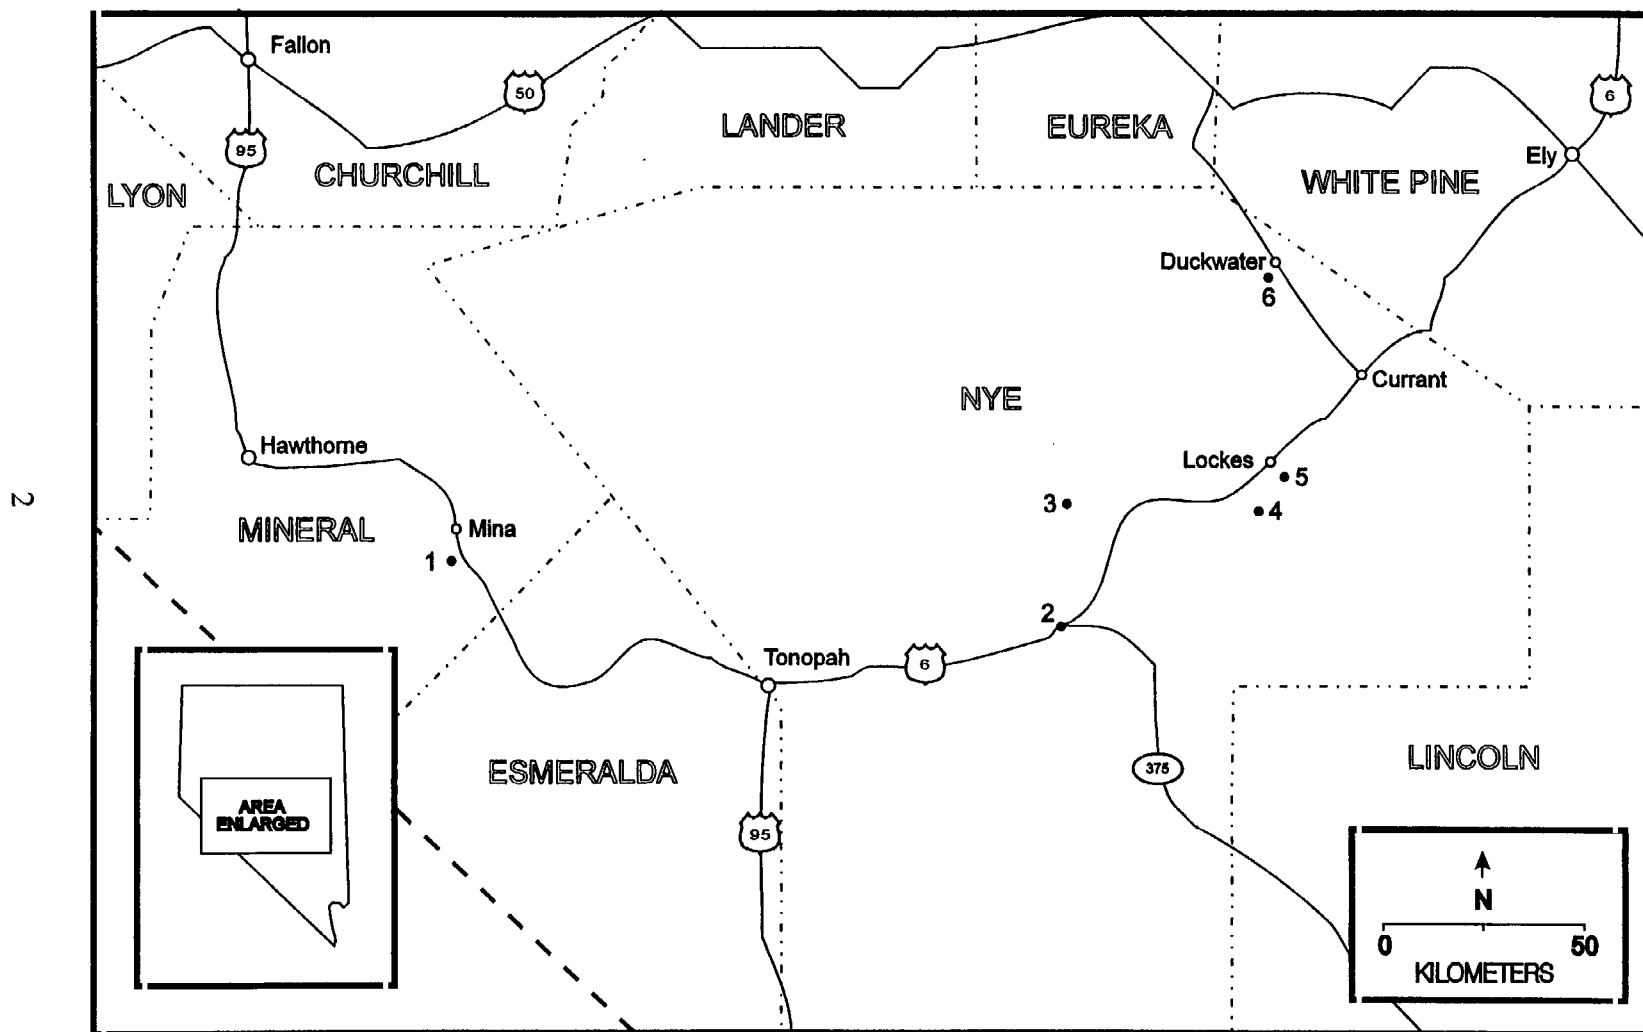 Fallon
50
6
95
LANDER
EUREKA
Ely
CHURCHILL
WHITE PINE
LYON
Duckwater
6
Currant
NYE
Hawthorne
Lockes
5
2
3
4
MINERAL
Mina
1
2
Tonopah
6
ESMERALDA
LINCOLN
375
95
AREA
ENLARGED
N
0 50
KILOMETERS